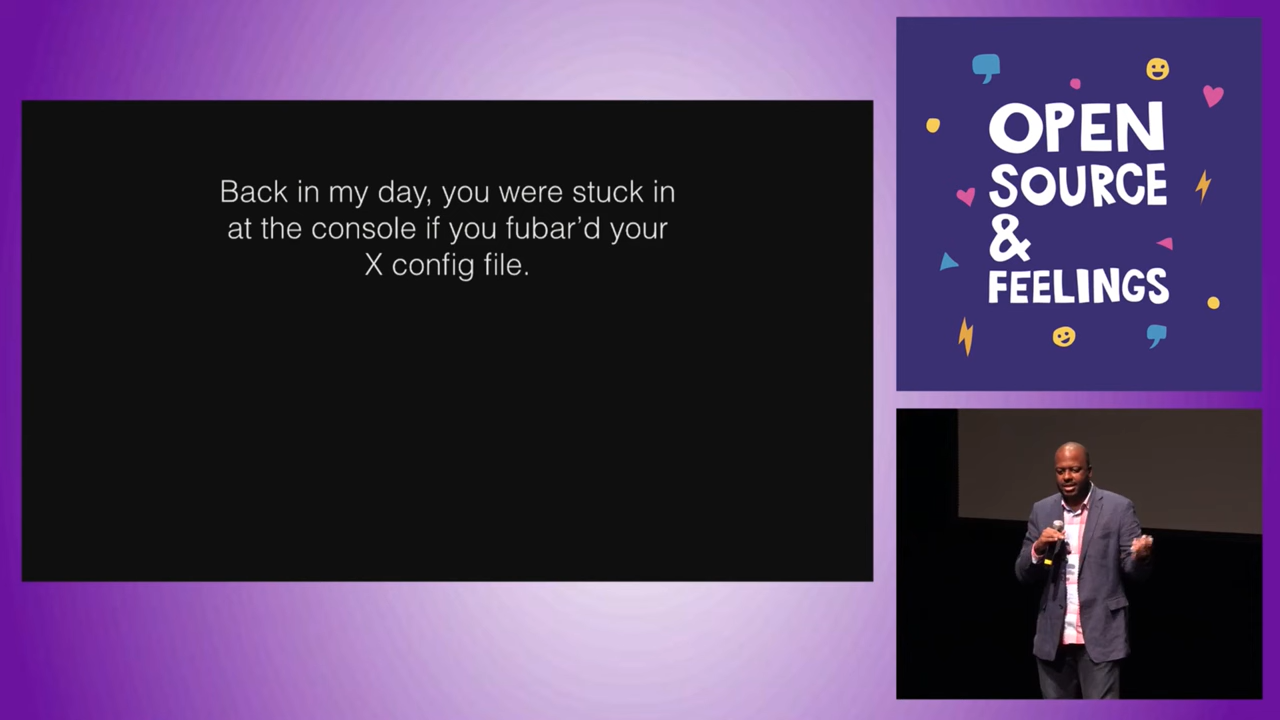 Back in my day, you were stuck in
at the console if you fubar’d your
X config file.
OPEN
SOURCE
&
FEELINGS